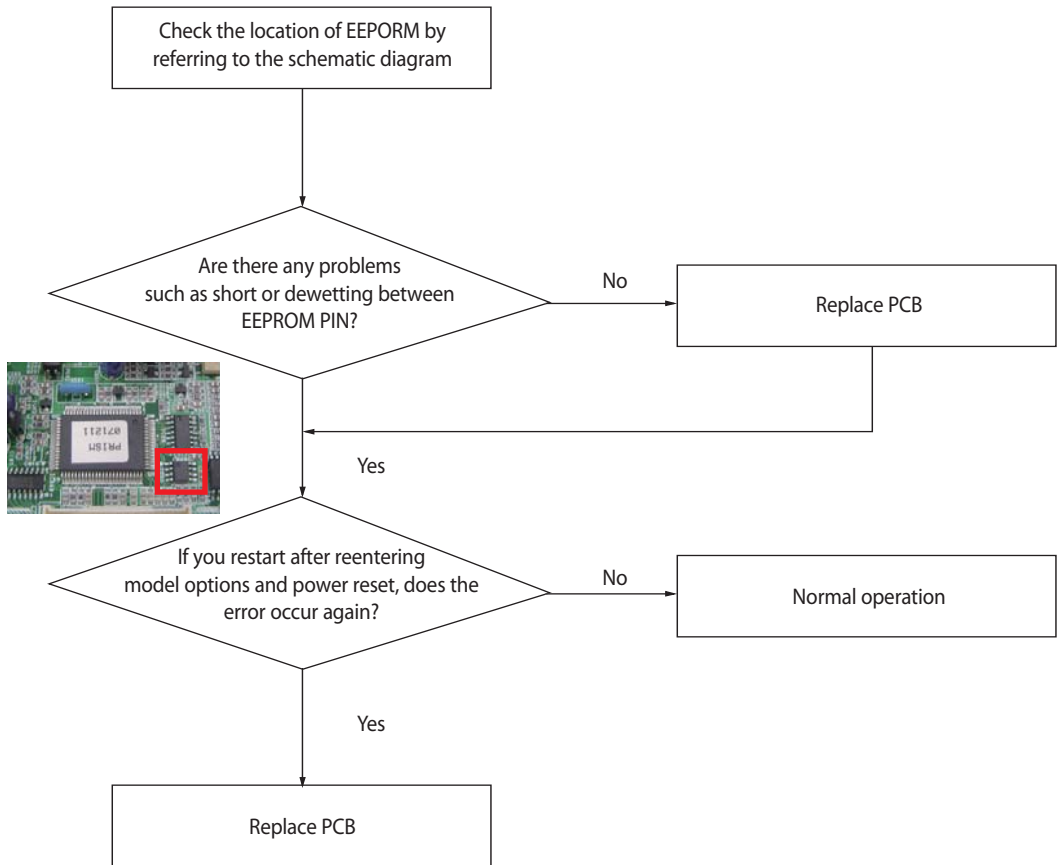 Check the location of EEPORM by
referring to the schematic diagram
Are there any problems
such as short or dewetting between
EEPROM PIN?
No
Replace PCB
PRISM
071211
Yes
If you restart after reentering
model options and power reset, does the
error occur again?
No
Normal operation
Yes
Replace PCB